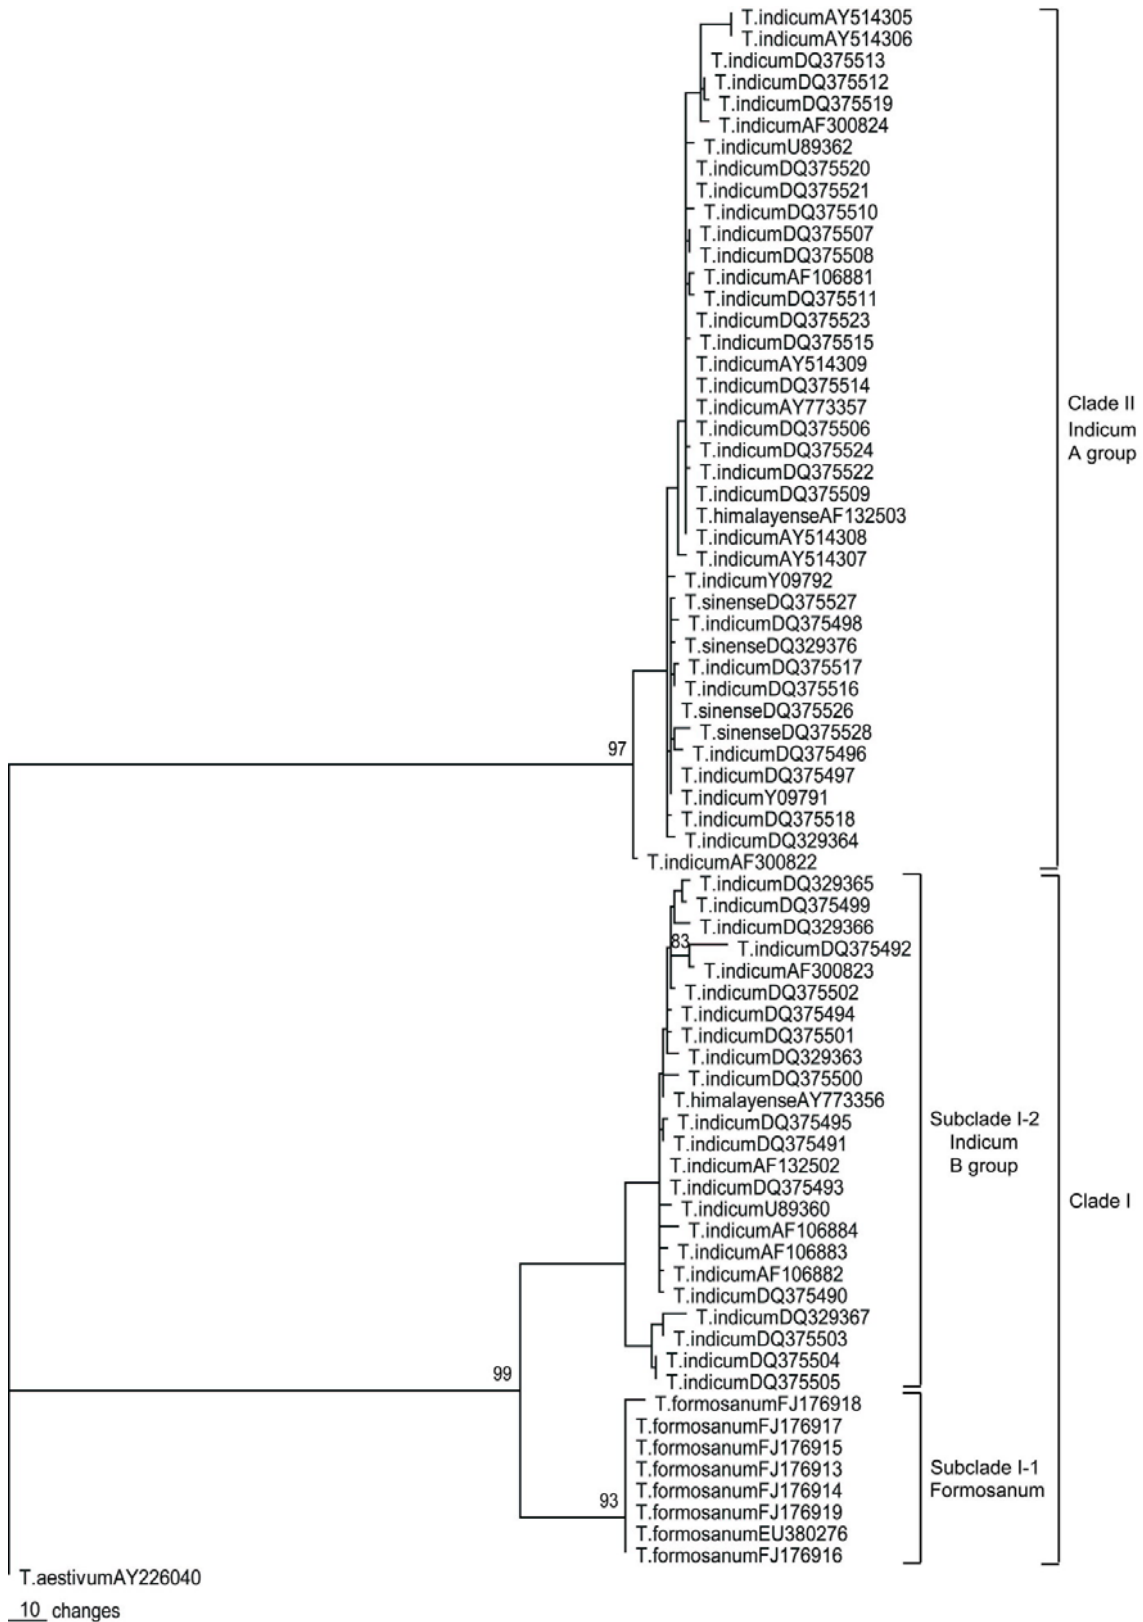 T.indicumAY514305
T.indicumAY514306
T.indicumDQ375513
T.indicumDQ375512
T.indicumDQ375519
T.indicumAF300824
T.indicumU89362
T.indicumDQ375520
T.indicumDQ375521
T.indicumDQ375510
T.indicumDQ375507
T.indicumDQ375508
T.indicumAF106881
T.indicumDQ375511
T.indicumDQ375523
T.indicumDQ375515
T.indicumAY514309
T.indicumDQ375514
T.indicumAY773357
T.indicumDQ375506
T.indicumDQ375524
T.indicumDQ375522
T.indicumDQ375509
T.himalayenseAF132503
T.indicumAY514308
T.indicumAY514307
T.indicumY09792
T.sinenseDQ375527
T.indicumDQ375498
T.sinenseDQ329376
T.indicumDQ375517
T.indicumDQ375516
T.sinenseDQ375526
T.sinenseDQ375528
T.indicumDQ375496
T.indicumDQ375497
T.indicumY09791
T.indicumDQ375518
T.indicumDQ329364
T.indicumAF300822
97
Clade II
Indicum
A group
T.indicumDQ329365
T.indicumDQ375499
T.indicumDQ329366
83
T.indicumDQ375492
T.indicumAF300823
T.indicumDQ375502
T.indicumDQ375494
T.indicumDQ375501
T.indicumDQ329363
T.indicumDQ375500
T.himalayenseAY773356
T.indicumDQ375495
T.indicumDQ375491
T.indicumAF132502
T.indicumDQ375493
T.indicumU89360
T.indicumAF106884
T.indicumAF106883
T.indicumAF106882
T.indicumDQ375490
T.indicumDQ329367
T.indicumDQ375503
T.indicumDQ375504
T.indicumDQ375505
Subclade I-2
Indicum
B group
Clade I
99
T.formosanumFJ176918
T.formosanumFJ176917
T.formosanumFJ176915
T.formosanumFJ176913
T.formosanumFJ176914
T.formosanumFJ176919
T.formosanumEU380276
T.formosanumFJ176916
93
Subclade I-1
Formosanum
T.aestivumAY226040
10 changes